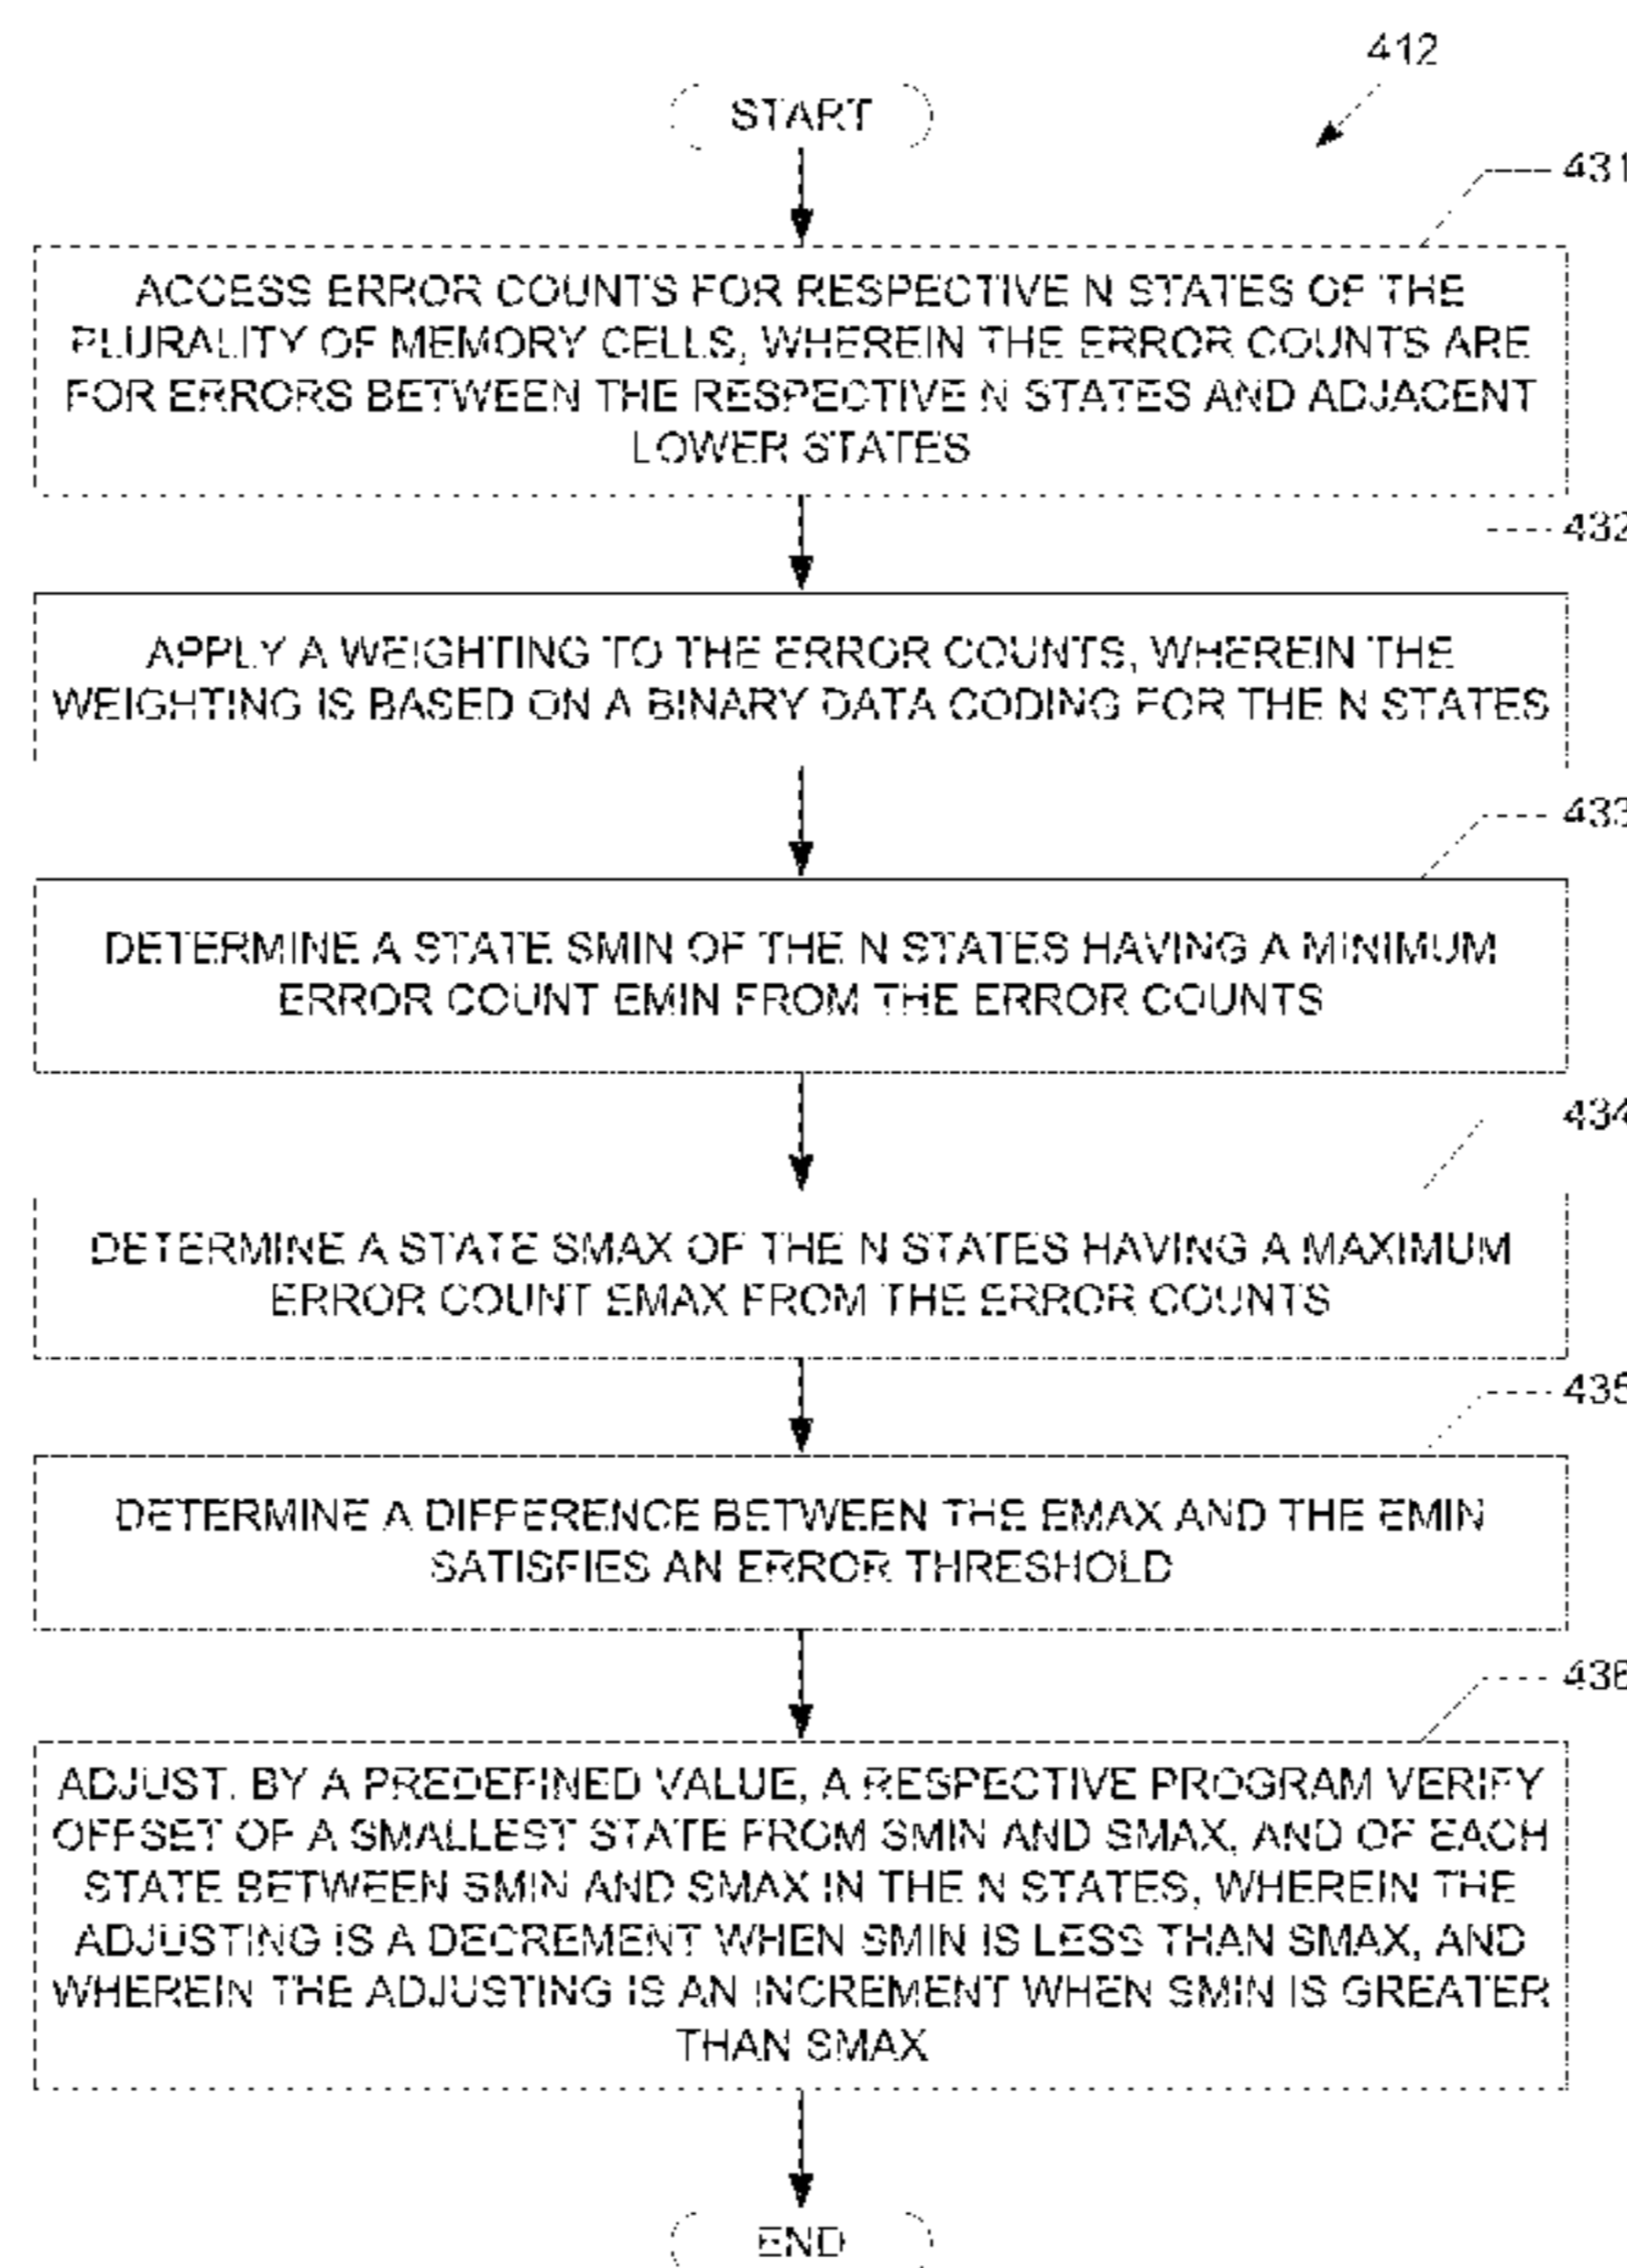 412
START
431
ACCESS ERROR COUNTS FOR RESPECTIVE N STATES OF THE
PLURALITY OF MEMORY CELLS, WHEREIN THE ERROR COUNTS ARE
FOR ERRORS BETWEEN THE RESPECTIVE N STATES AND ADJACENT
LOWER STATES
432
APPLY A WEIGHTING TO THE ERROR COUNTS, WHEREIN THE
WEIGHTING IS BASED ON A BINARY DATA CODING FOR THE N STATES
433
DETERMINE A STATE SMIN OF THE N STATES HAVING A MINIMUM
ERROR COUNT EMIN FROM THE ERROR COUNTS
434
DETERMINE A STATE SMAX OF THE N STATES HAVING A MAXIMUM
ERROR COUNT EMAX FROM THE ERROR COUNTS
435
DETERMINE A DIFFERENCE BETWEEN THE EMAX AND THE EMIN
SATISFIES AN ERROR THRESHOLD
436
ADJUST, BY A PREDEFINED VALUE, A RESPECTIVE PROGRAM VERIFY
OFFSET OF A SMALLEST STATE FROM SMIN AND SMAX, AND OF EACH
STATE BETWEEN SMIN AND SMAX IN THE N STATES, WHEREIN THE
ADJUSTING IS A DECREMENT WHEN SMIN IS LESS THAN SMAX, AND
WHEREIN THE ADJUSTING IS AN INCREMENT WHEN SMIN IS GREATER
THAN SMAX
END